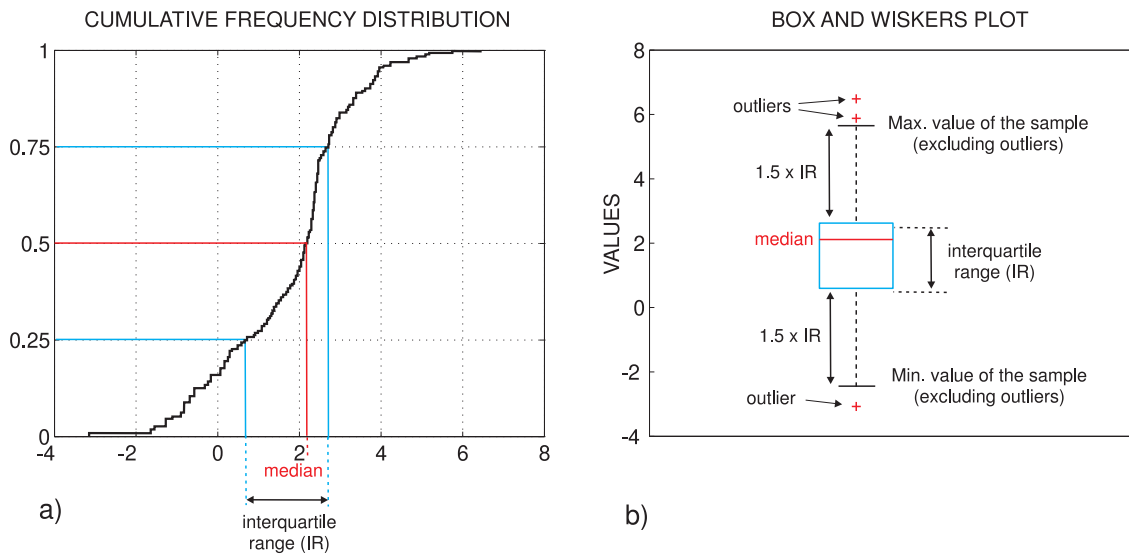 CUMULATIVE FREQUENCY DISTRIBUTION
1
0.75
0.5
0.25
0
-4 -2 0 2 4 6 8
median
interquartile
range (IR)
a)
BOX AND WISKERS PLOT
8
6
4
2
0
-2
-4
VALUES
outliers
Max. value of the sample
(excluding outliers)
1.5 x IR
median
interquartile
range (IR)
1.5 x IR
Min. value of the sample
(excluding outliers)
outlier
b)